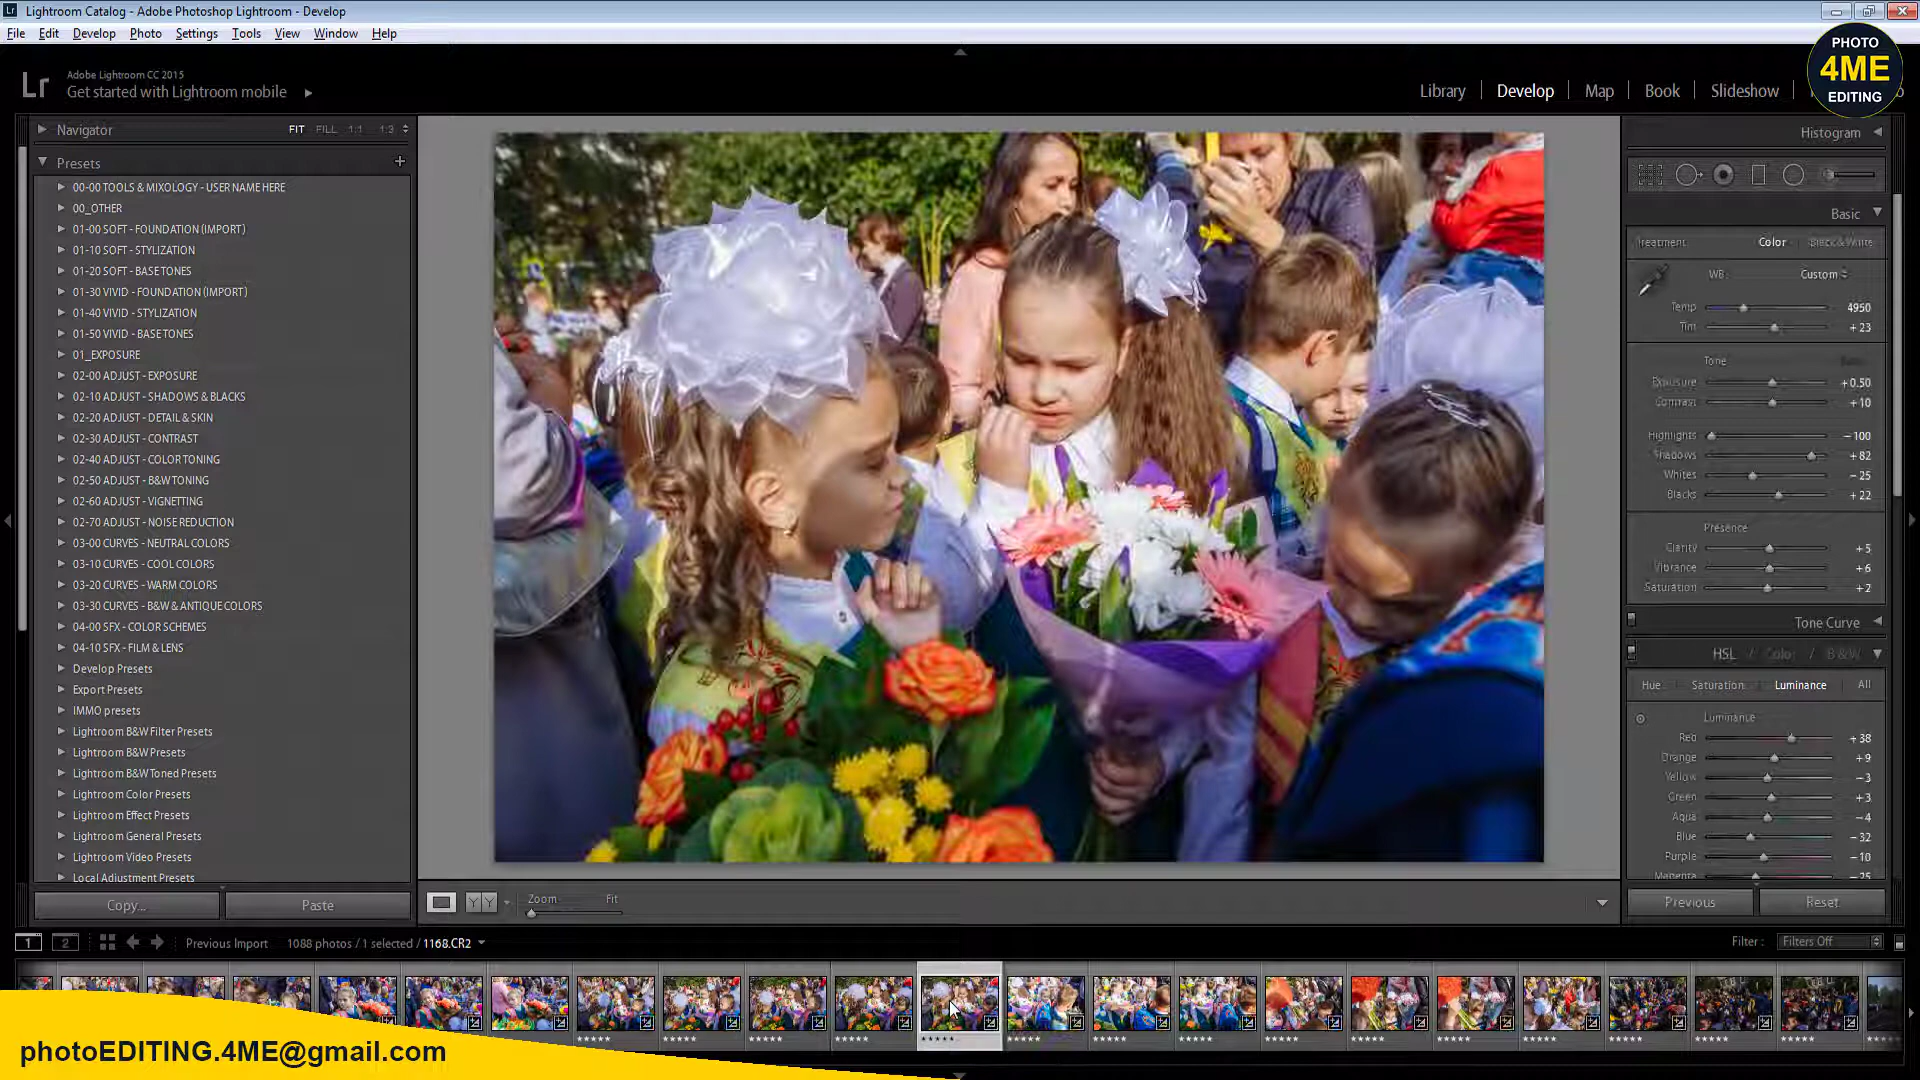 Lightroom Catalog - Adobe Photoshop Lightroom - Develop
File Edit Develop Photo Settings Tools View Window Help
PHOTO
4ME
EDITING
Lr
Adobe Lightroom CC 2015
Get started with Lightroom mobile
Library Develop Map Book Slideshow
Navigator FIT FILL 1:1 1:3
Presets +
00-00 TOOLS & MIXOLOGY - USER NAME HERE
00_OTHER
01-00 SOFT - FOUNDATION (IMPORT)
01-10 SOFT - STYLIZATION
01-20 SOFT - BASE TONES
01-30 VIVID - FOUNDATION (IMPORT)
01-40 VIVID - STYLIZATION
01-50 VIVID - BASE TONES
01_EXPOSURE
02-00 ADJUST - EXPOSURE
02-10 ADJUST - SHADOWS & BLACKS
02-20 ADJUST - DETAIL & SKIN
02-30 ADJUST - CONTRAST
02-40 ADJUST - COLOR TONING
02-50 ADJUST - B&W TONING
02-60 ADJUST - VIGNETTING
02-70 ADJUST - NOISE REDUCTION
03-00 CURVES - NEUTRAL COLORS
03-10 CURVES - COOL COLORS
03-20 CURVES - WARM COLORS
03-30 CURVES - B&W & ANTIQUE COLORS
04-00 SFX - COLOR SCHEMES
04-10 SFX - FILM & LENS
Develop Presets
Export Presets
IMMO presets
Lightroom B&W Filter Presets
Lightroom B&W Presets
Lightroom B&W Toned Presets
Lightroom Color Presets
Lightroom Effect Presets
Lightroom General Presets
Lightroom Video Presets
Local Adjustment Presets
Copy... Paste
Zoom Fit
Histogram
Basic
Treatment Color Black & White
WB: Custom
Temp 4950
Tint + 23
Tone
Exposure + 0.50
Contrast + 10
Highlights - 100
Shadows + 82
Whites - 25
Blacks + 22
Presence
Clarity + 5
Vibrance + 6
Saturation + 2
Tone Curve
HSL / Color / B & W
Hue Saturation Luminance All
Luminance
Red + 38
Orange + 9
Yellow - 3
Green + 3
Aqua - 4
Blue - 32
Purple - 10
Magenta - 25
Previous Reset
1 2 Previous Import 1088 photos / 1 selected / 1168.CR2
Filter : Filters Off
photoEDITING.4ME@gmail.com